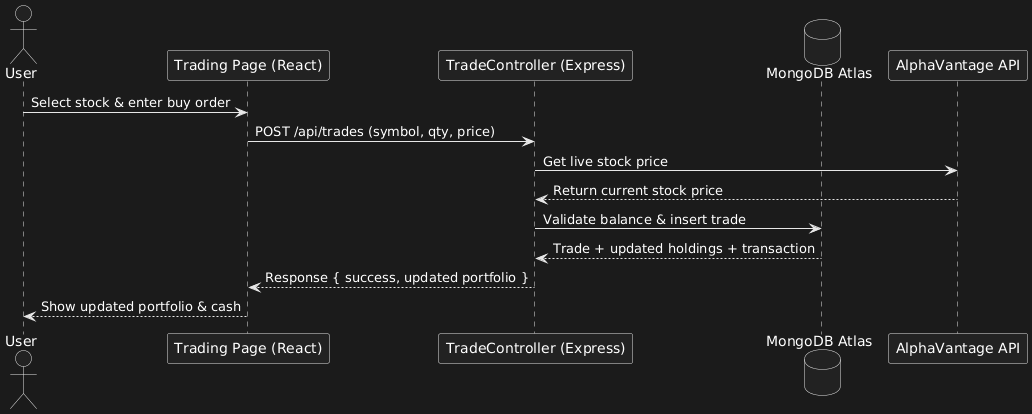 User
Trading Page (React)
TradeController (Express)
MongoDB Atlas
AlphaVantage API
Select stock & enter buy order
POST /api/trades (symbol, qty, price)
Get live stock price
Return current stock price
Validate balance & insert trade
Trade + updated holdings + transaction
Response { success, updated portfolio }
Show updated portfolio & cash
User
Trading Page (React)
TradeController (Express)
MongoDB Atlas
AlphaVantage API